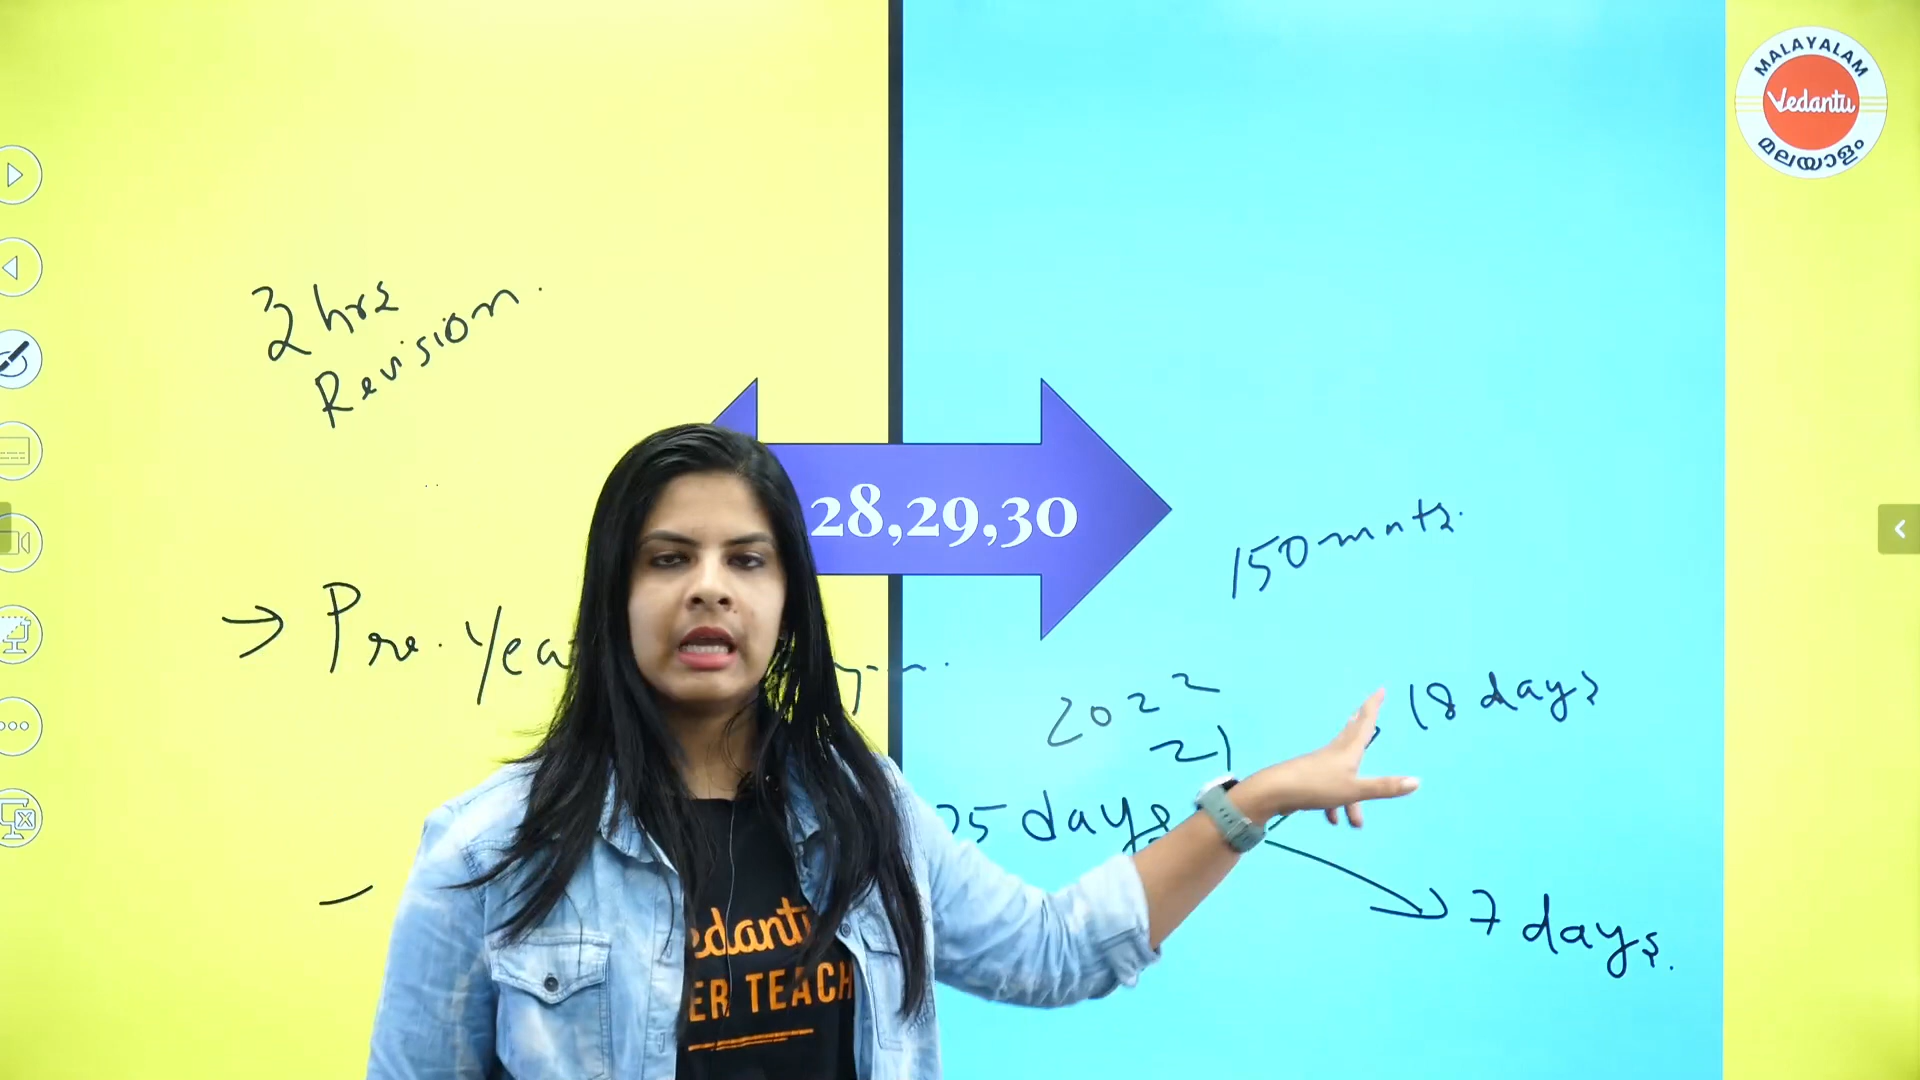 MALAYALAM
Vedantu
മലയാളം
2 hrs
Revision.
28,29,30
150 mnts.
→ Pre. Yea
2022
21
18 days
25 days
7 days.
edantu
ER TEACH